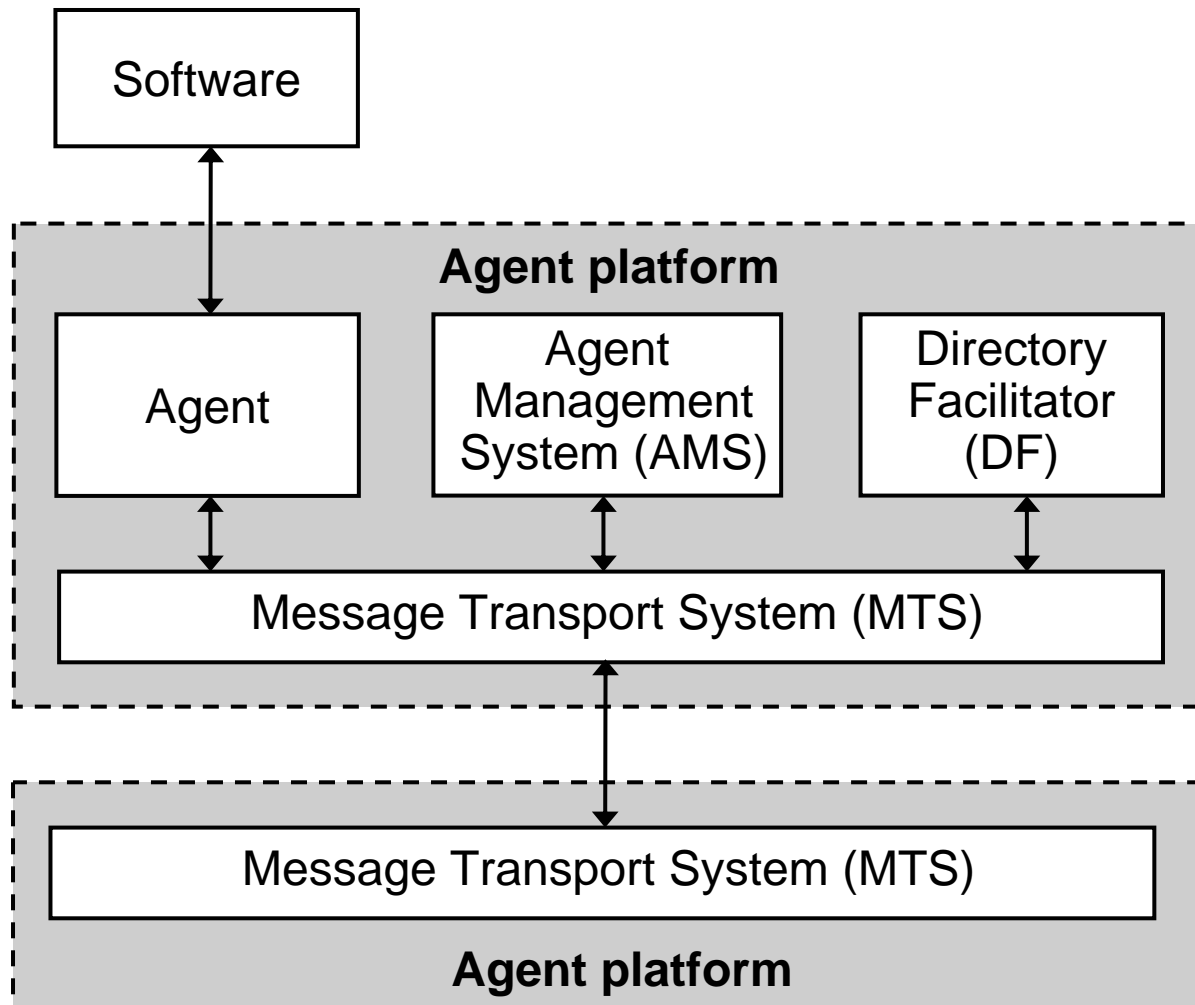 Software
Agent platform
Agent
Agent
Management
System (AMS)
Directory
Facilitator
(DF)
Message Transport System (MTS)
Message Transport System (MTS)
Agent platform